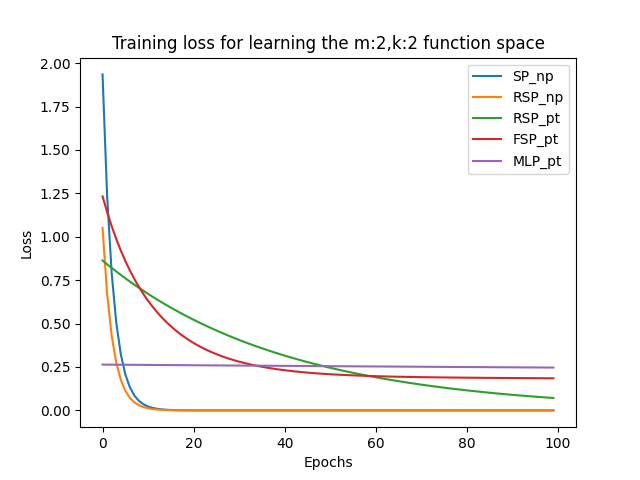 Training loss for learning the m:2,k:2 function space
2.00
1.75
1.50
1.25
1.00
0.75
0.50
0.25
0.00
Loss
SP_np
RSP_np
RSP_pt
FSP_pt
MLP_pt
0 20 40 60 80 100
Epochs